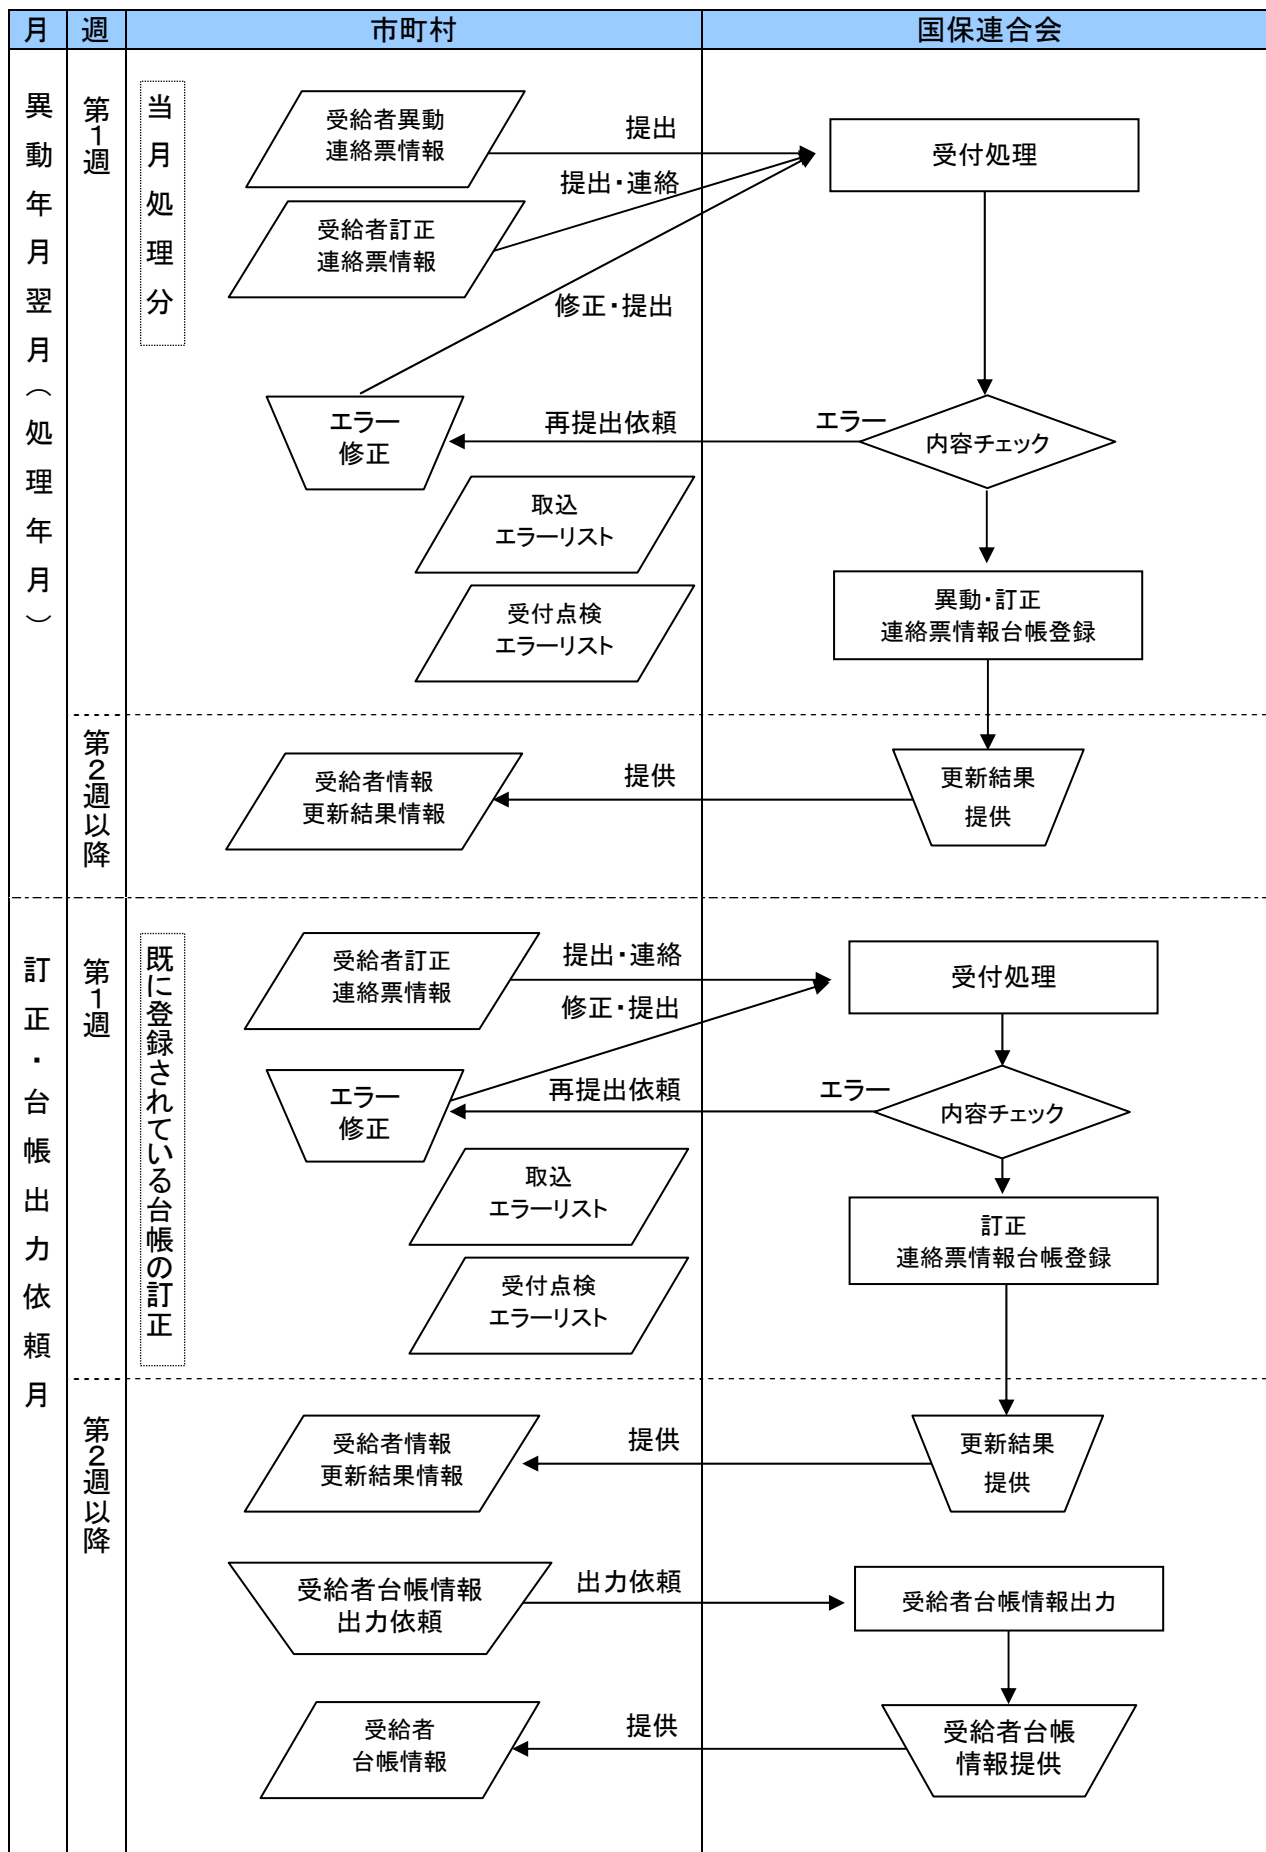 月
週
市町村
国保連合会
異動年月翌月（処理年月）
第1週
当月処理分
受給者異動
連絡票情報
提出
受付処理
提出・連絡
受給者訂正
連絡票情報
修正・提出
エラー
修正
再提出依頼
エラー
内容チェック
取込
エラーリスト
異動・訂正
連絡票情報台帳登録
受付点検
エラーリスト
第2週以降
受給者情報
更新結果情報
提供
更新結果
提供
訂正・台帳出力依頼月
第1週
既に登録されている台帳の訂正
受給者訂正
連絡票情報
提出・連絡
受付処理
修正・提出
エラー
修正
再提出依頼
エラー
内容チェック
取込
エラーリスト
訂正
連絡票情報台帳登録
受付点検
エラーリスト
第2週以降
受給者情報
更新結果情報
提供
更新結果
提供
受給者台帳情報
出力依頼
出力依頼
受給者台帳情報出力
受給者
台帳情報
提供
受給者台帳
情報提供